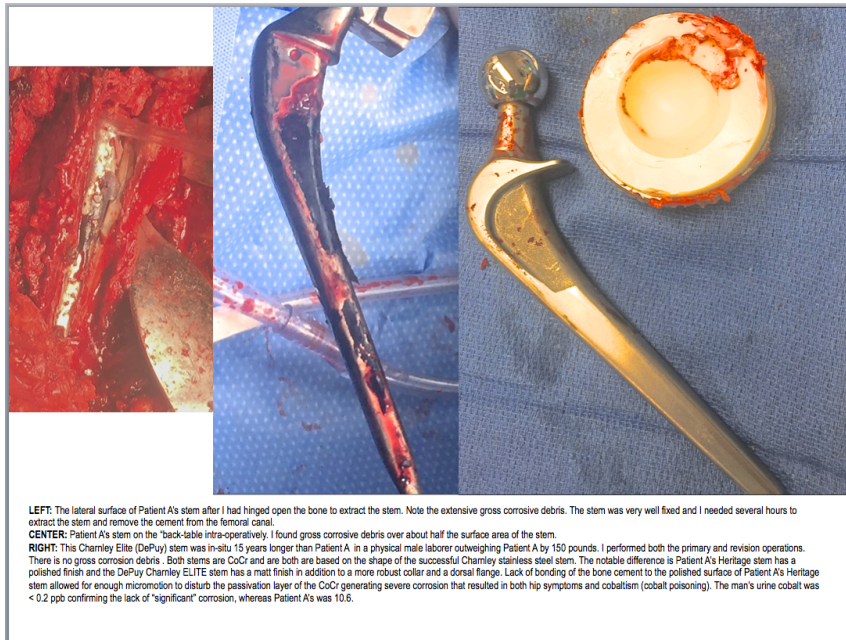 LEFT: The lateral surface of Patient A's stem after I had hinged open the bone to extract the stem. Note the extensive gross corrosive debris. The stem was very well fixed and I needed several hours to
extract the stem and remove the cement from the femoral canal.
CENTER: Patient A's stem on the "back-table intra-operatively. I found gross corrosive debris over about half the surface area of the stem.
RIGHT: This Charnley Elite (DePuy) stem was in-situ 15 years longer than Patient A in a physical male laborer outweighing Patient A by 150 pounds. I performed both the primary and revision operations.
There is no gross corrosion debris . Both stems are CoCr and are both are based on the shape of the successful Charnley stainless steel stem. The notable difference is Patient A's Heritage stem has a
polished finish and the DePuy Charnley ELITE stem has a matt finish in addition to a more robust collar and a dorsal flange. Lack of bonding of the bone cement to the polished surface of Patient A's Heritage
stem allowed for enough micromotion to disturb the passivation layer of the CoCr generating severe corrosion that resulted in both hip symptoms and cobaltism (cobalt poisoning). The man's urine cobalt was
< 0.2 ppb confirming the lack of "significant" corrosion, whereas Patient A's was 10.6.